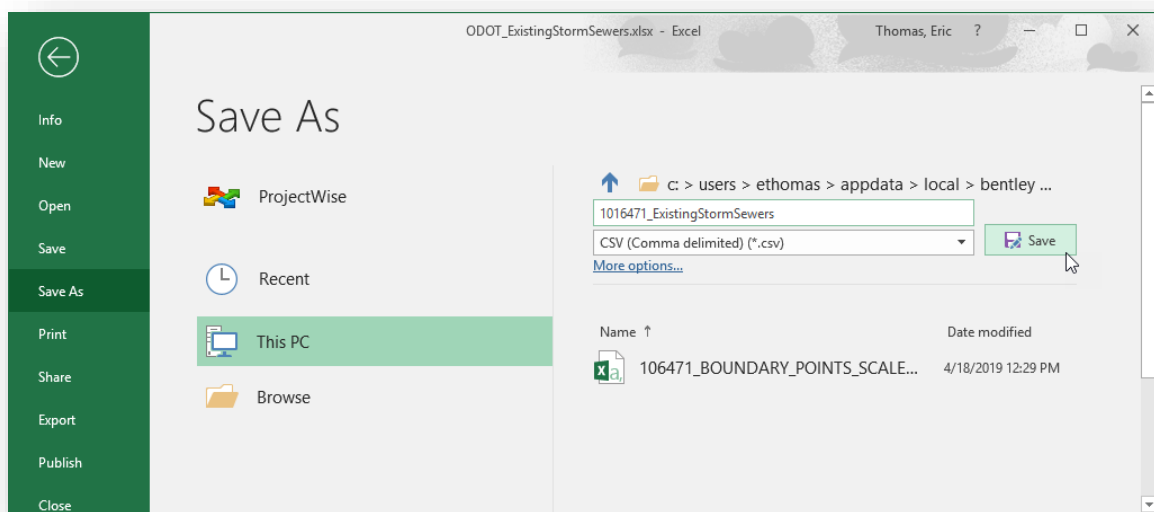 ODOT_ExistingStormSewers.xlsx - Excel
Thomas, Eric
?
Info
New
Open
Save
Save As
Print
Share
Export
Publish
Close
Save As
ProjectWise
Recent
This PC
Browse
c: > users > ethomas > appdata > local > bentley ...
1016471_ExistingStormSewers
CSV (Comma delimited) (*.csv)
Save
More options...
Name ↑
Date modified
106471_BOUNDARY_POINTS_SCALE...
4/18/2019 12:29 PM